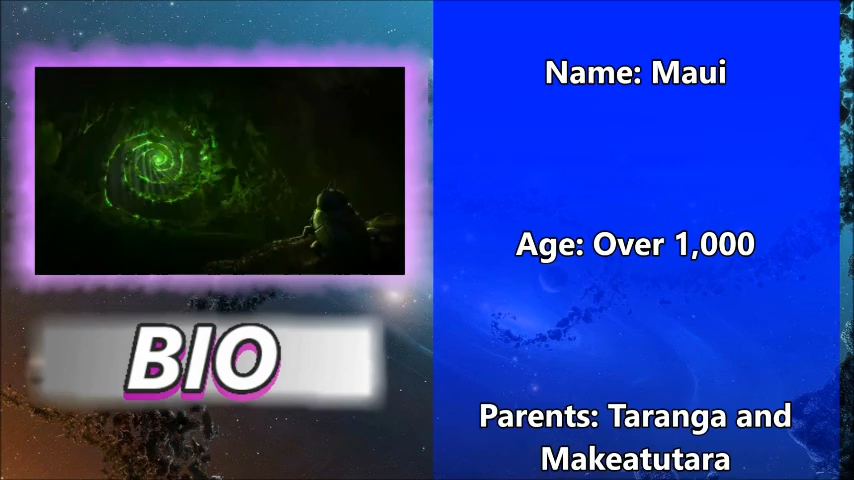 BIO
Name: Maui
Age: Over 1,000
Parents: Taranga and
Makeatutara